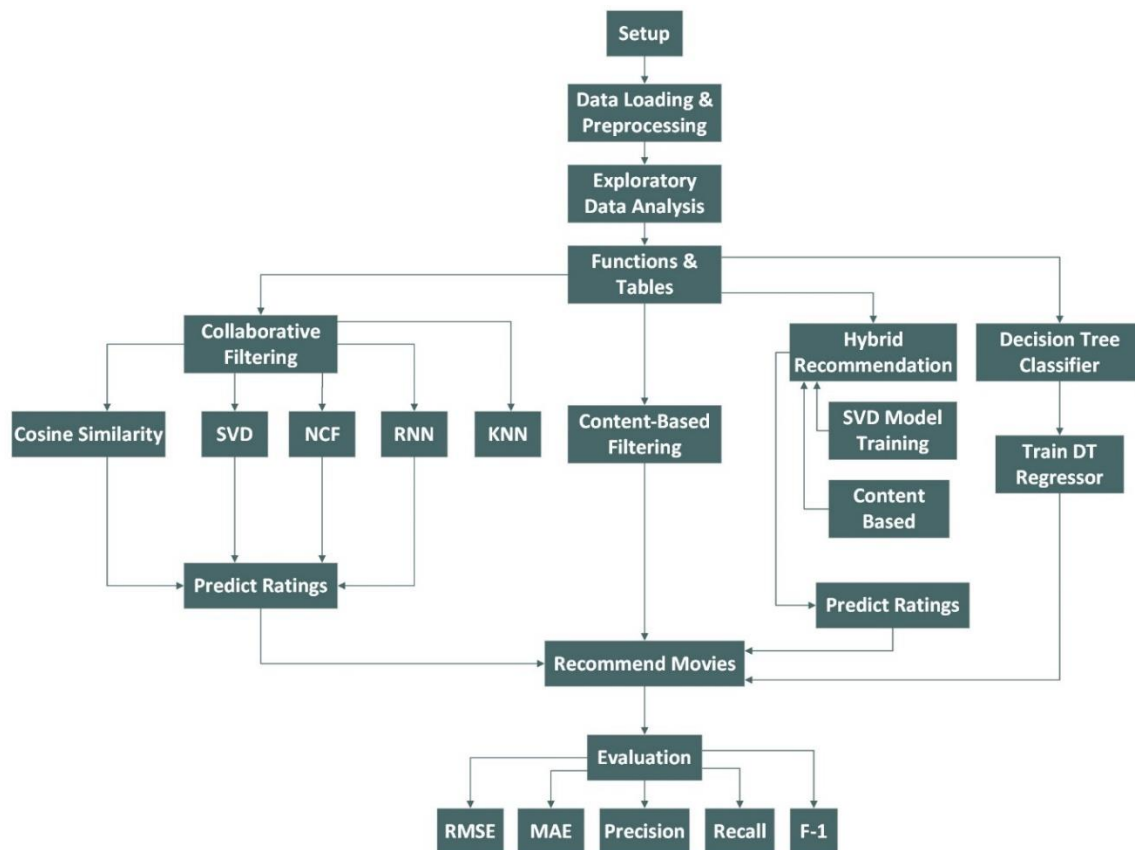 Setup
Data Loading &
Preprocessing
Exploratory
Data Analysis
Functions &
Tables
Collaborative
Filtering
Hybrid
Recommendation
Decision Tree
Classifier
Cosine Similarity
SVD
NCF
RNN
KNN
Content-Based
Filtering
SVD Model
Training
Train DT
Regressor
Content
Based
Predict Ratings
Predict Ratings
Recommend Movies
Evaluation
RMSE
MAE
Precision
Recall
F-1